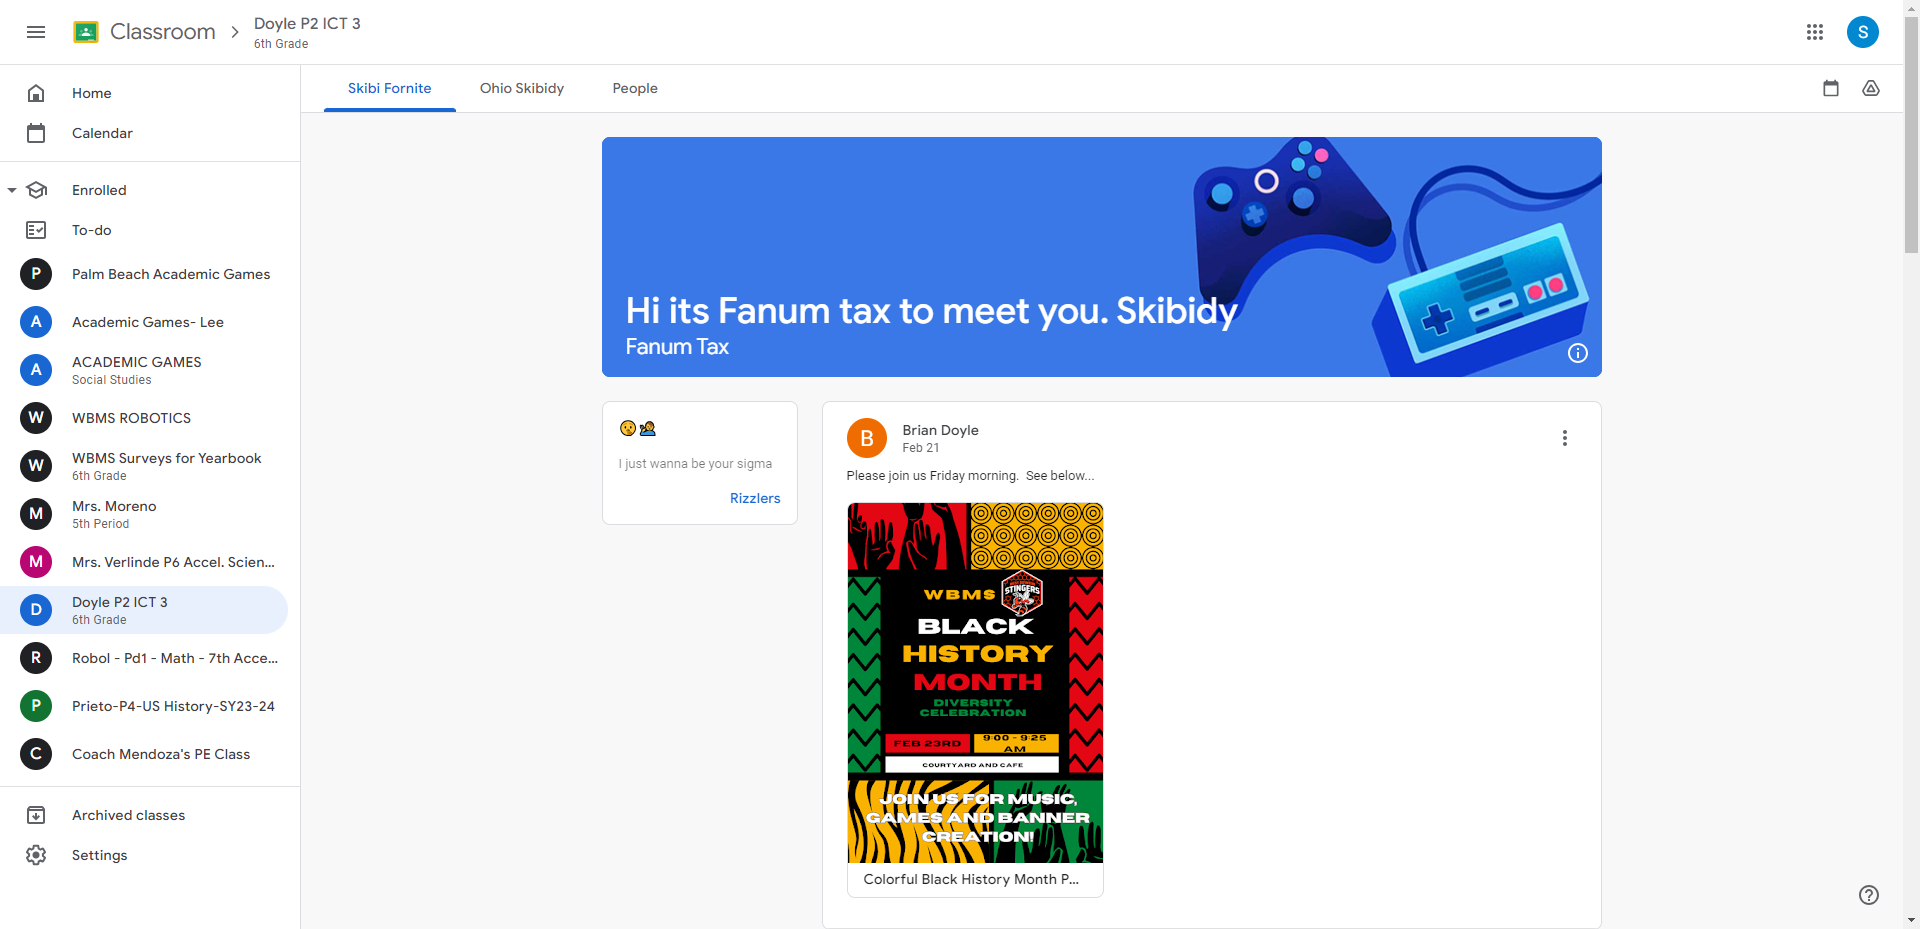 Classroom
Doyle P2 ICT 3
6th Grade
S
Home
Calendar
Enrolled
To-do
P
Palm Beach Academic Games
A
Academic Games- Lee
A
ACADEMIC GAMES
Social Studies
W
WBMS ROBOTICS
W
WBMS Surveys for Yearbook
6th Grade
M
Mrs. Moreno
5th Period
M
Mrs. Verlinde P6 Accel. Scien...
D
Doyle P2 ICT 3
6th Grade
R
Robol - Pd1 - Math - 7th Acce...
P
Prieto-P4-US History-SY23-24
C
Coach Mendoza's PE Class
Archived classes
Settings
Skibi Fornite
Ohio Skibidy
People
Hi its Fanum tax to meet you. Skibidy
Fanum Tax
I just wanna be your sigma
Rizzlers
B
Brian Doyle
Feb 21
Please join us Friday morning.  See below...
WBMS
STINGERS
BLACK
HISTORY
MONTH
DIVERSITY
CELEBRATION
FEB 23RD
9:00 - 9:25
AM
COURTYARD AND CAFE
JOIN US FOR MUSIC,
GAMES AND BANNER
CREATION!
Colorful Black History Month P...